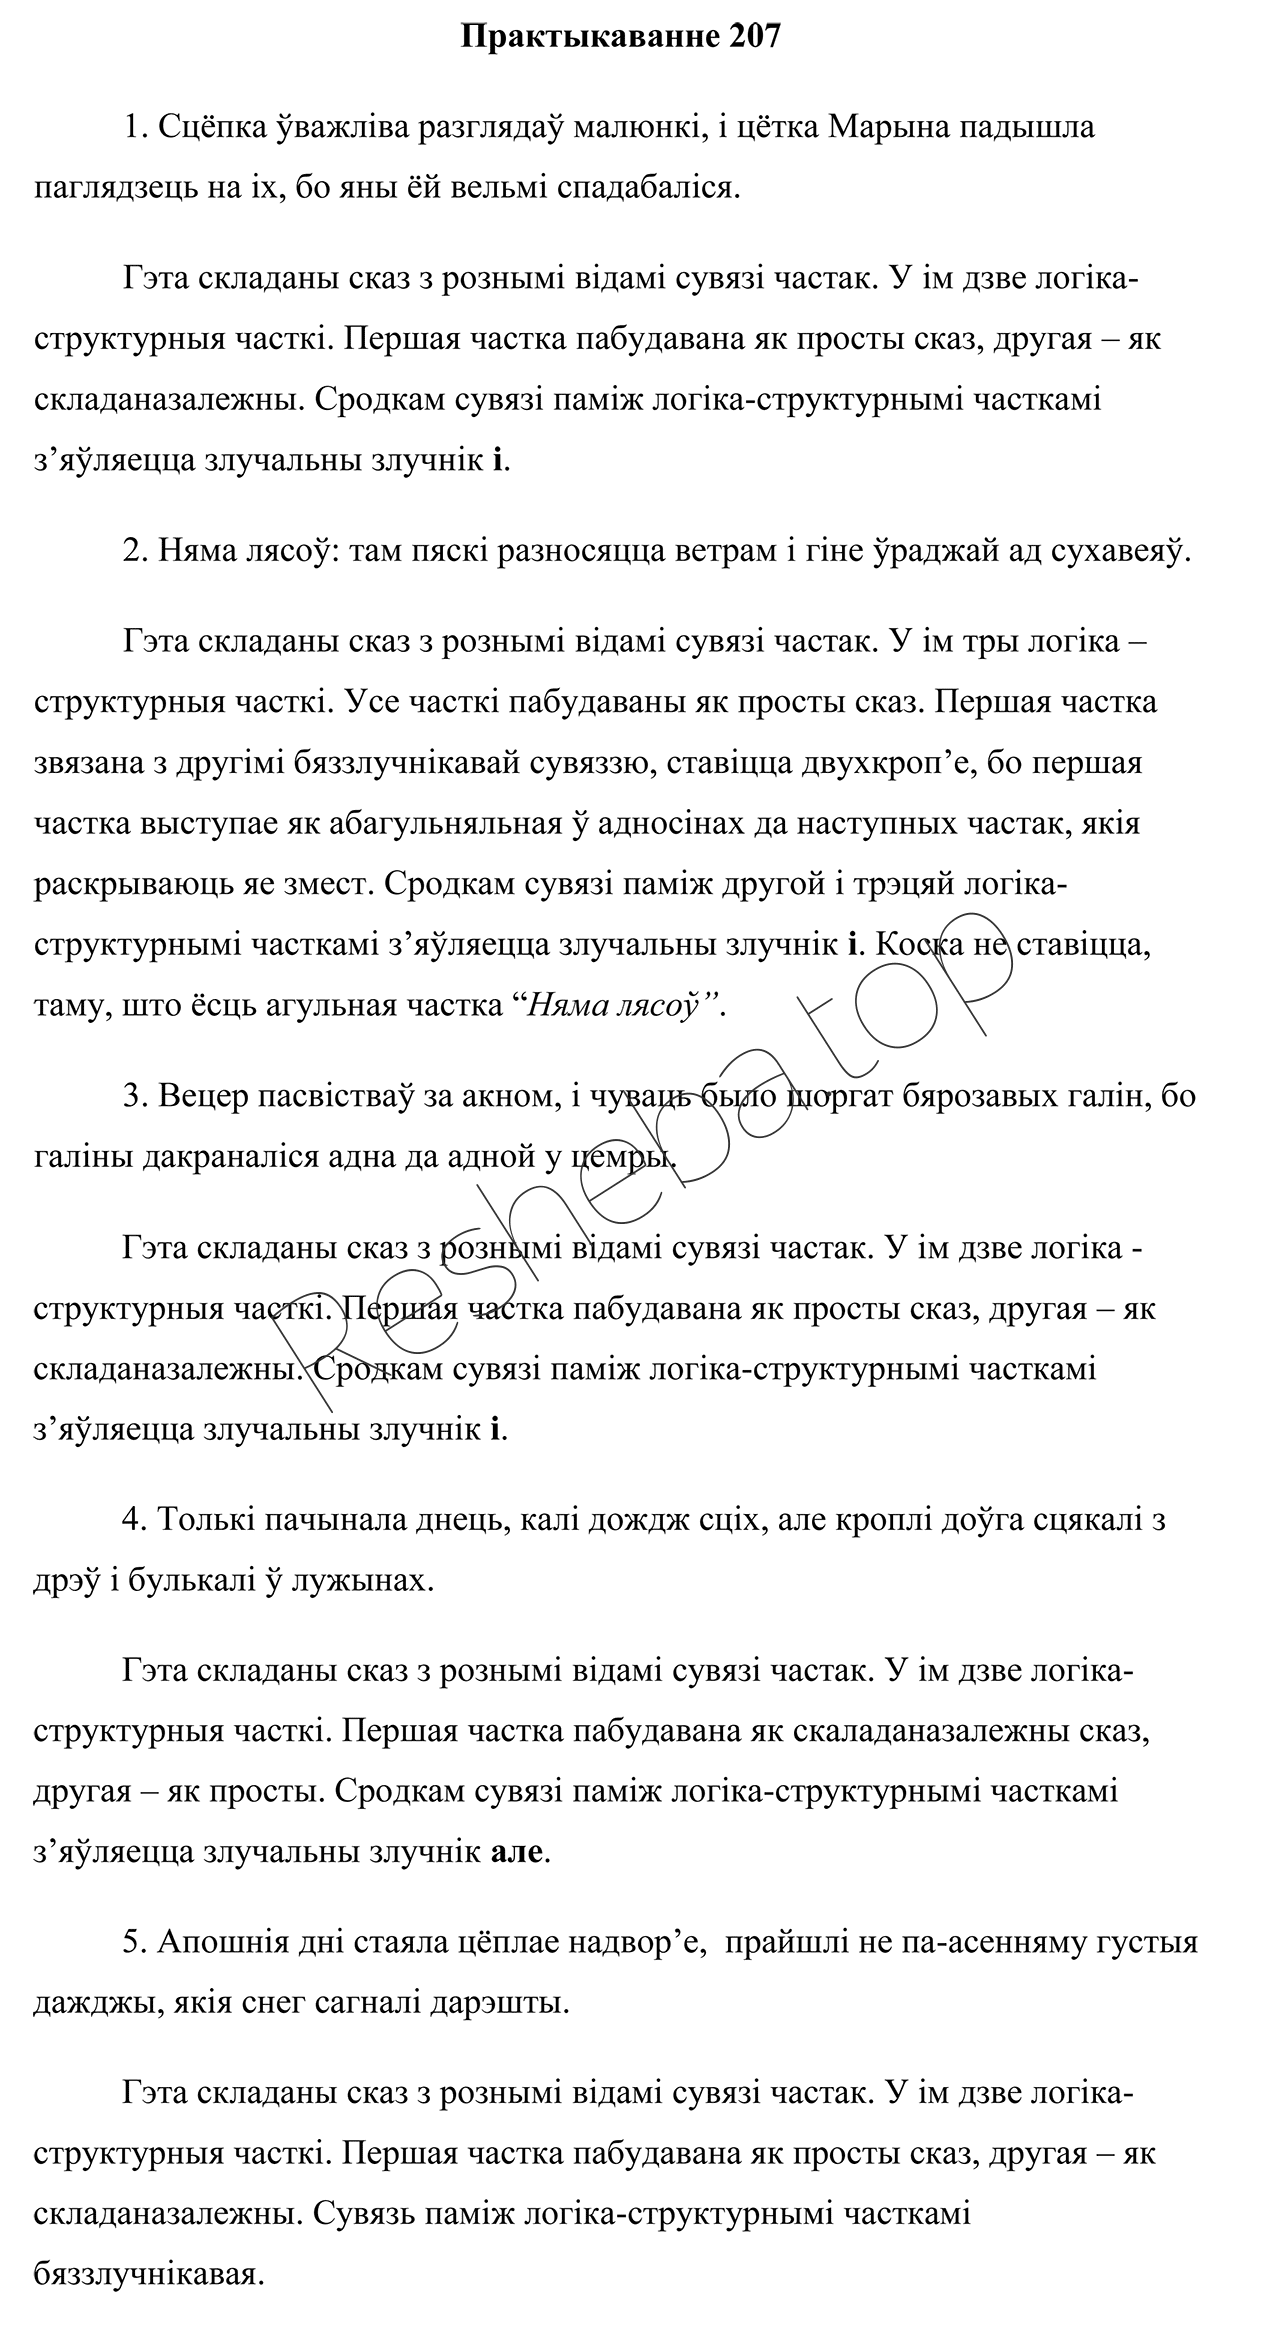 Практыкаванне 207
1. Сцёпка ўважліва разглядаў малюнкі, і цётка Марына падышла
паглядзець на іх, бо яны ёй вельмі спадабаліся.
Гэта складаны сказ з рознымі відамі сувязі частак. У ім дзве логіка-
структурныя часткі. Першая частка пабудавана як просты сказ, другая – як
складаназалежны. Сродкам сувязі паміж логіка-структурнымі часткамі
з’яўляецца злучальны злучнік і.
2. Няма лясоў: там пяскі разносяцца ветрам і гіне ўраджай ад сухавеяў.
Гэта складаны сказ з рознымі відамі сувязі частак. У ім тры логіка –
структурныя часткі. Усе часткі пабудаваны як просты сказ. Першая частка
звязана з другімі бяззлучнікавай сувяззю, ставіцца двухкроп’е, бо першая
частка выступае як абагульняльная ў адносінах да наступных частак, якія
раскрываюць яе змест. Сродкам сувязі паміж другой і трэцяй логіка-
структурнымі часткамі з’яўляецца злучальны злучнік і. Коска не ставіцца,
таму, што ёсць агульная частка “Няма лясоў”.
3. Вецер пасвістваў за акном, і чуваць было шоргат бярозавых галін, бо
галіны дакраналіся адна да адной у цемры.
Гэта складаны сказ з рознымі відамі сувязі частак. У ім дзве логіка -
структурныя часткі. Першая частка пабудавана як просты сказ, другая – як
складаназалежны. Сродкам сувязі паміж логіка-структурнымі часткамі
з’яўляецца злучальны злучнік і.
4. Толькі пачынала днець, калі дождж сціх, але кроплі доўга сцякалі з
дрэў і булькалі ў лужынах.
Гэта складаны сказ з рознымі відамі сувязі частак. У ім дзве логіка-
структурныя часткі. Першая частка пабудавана як скаладаназалежны сказ,
другая – як просты. Сродкам сувязі паміж логіка-структурнымі часткамі
з’яўляецца злучальны злучнік але.
5. Апошнія дні стаяла цёплае надвор’е,  прайшлі не па-асенняму густыя
дажджы, якія снег сагналі дарэшты.
Гэта складаны сказ з рознымі відамі сувязі частак. У ім дзве логіка-
структурныя часткі. Першая частка пабудавана як просты сказ, другая – як
складаназалежны. Сувязь паміж логіка-структурнымі часткамі
бяззлучнікавая.
Resheba top